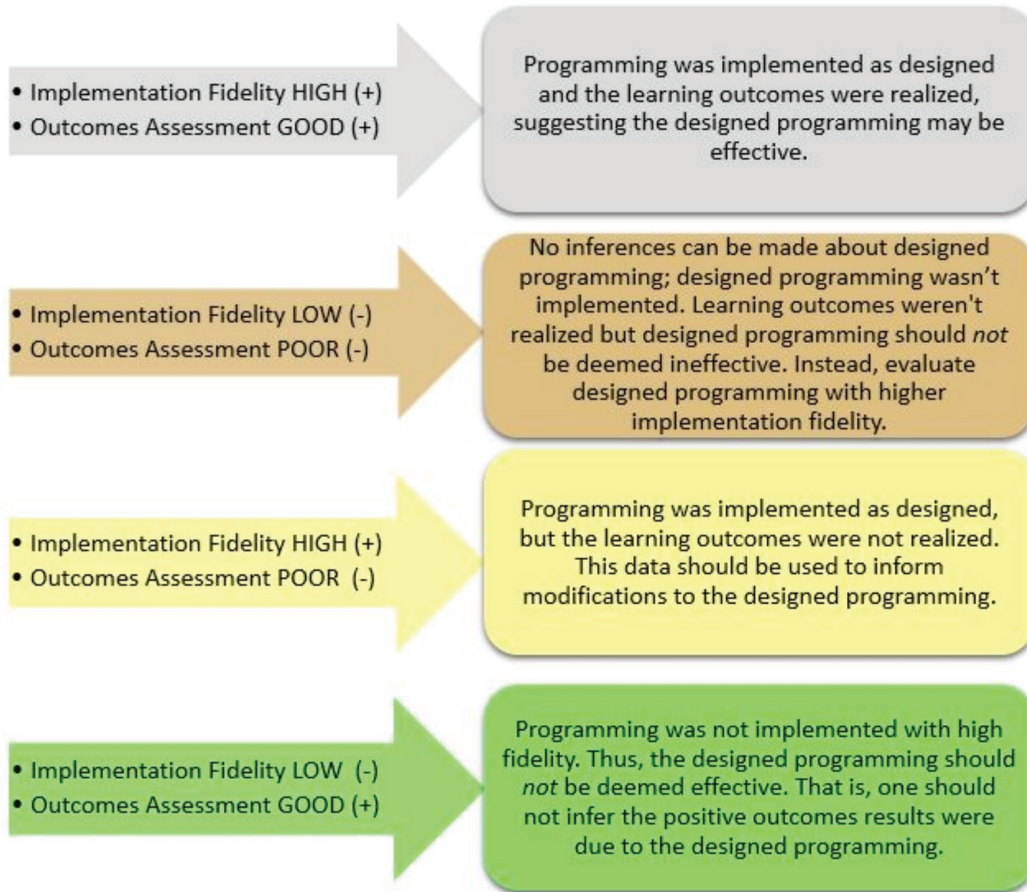 • Implementation Fidelity HIGH (+)
• Outcomes Assessment GOOD (+)
Programming was implemented as designed
and the learning outcomes were realized,
suggesting the designed programming may be
effective.
• Implementation Fidelity LOW (-)
• Outcomes Assessment POOR (-)
No inferences can be made about designed
programming; designed programming wasn’t
implemented. Learning outcomes weren't
realized but designed programming should not
be deemed ineffective. Instead, evaluate
designed programming with higher
implementation fidelity.
• Implementation Fidelity HIGH (+)
• Outcomes Assessment POOR (-)
Programming was implemented as designed,
but the learning outcomes were not realized.
This data should be used to inform
modifications to the designed programming.
• Implementation Fidelity LOW (-)
• Outcomes Assessment GOOD (+)
Programming was not implemented with high
fidelity. Thus, the designed programming should
not be deemed effective. That is, one should
not infer the positive outcomes results were
due to the designed programming.